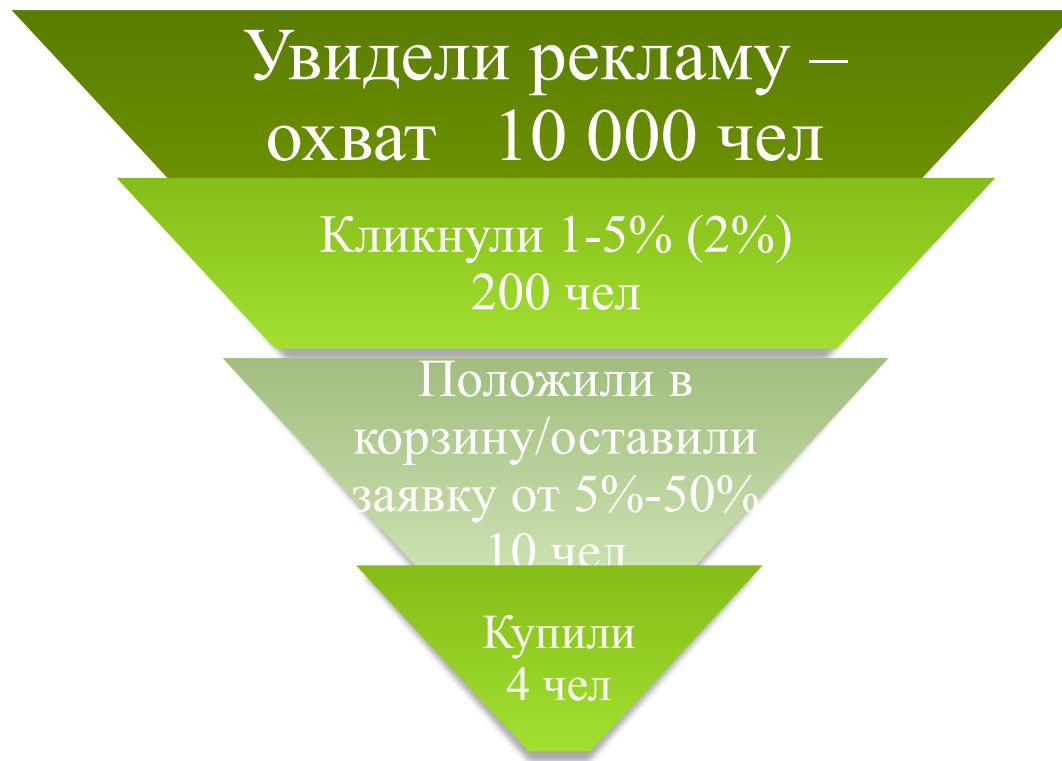 Увидели рекламу –
охват 10 000 чел
Кликнули 1-5% (2%)
200 чел
Положили в
корзину/оставили
заявку от 5%-50%
10 чел
Купили
4 чел